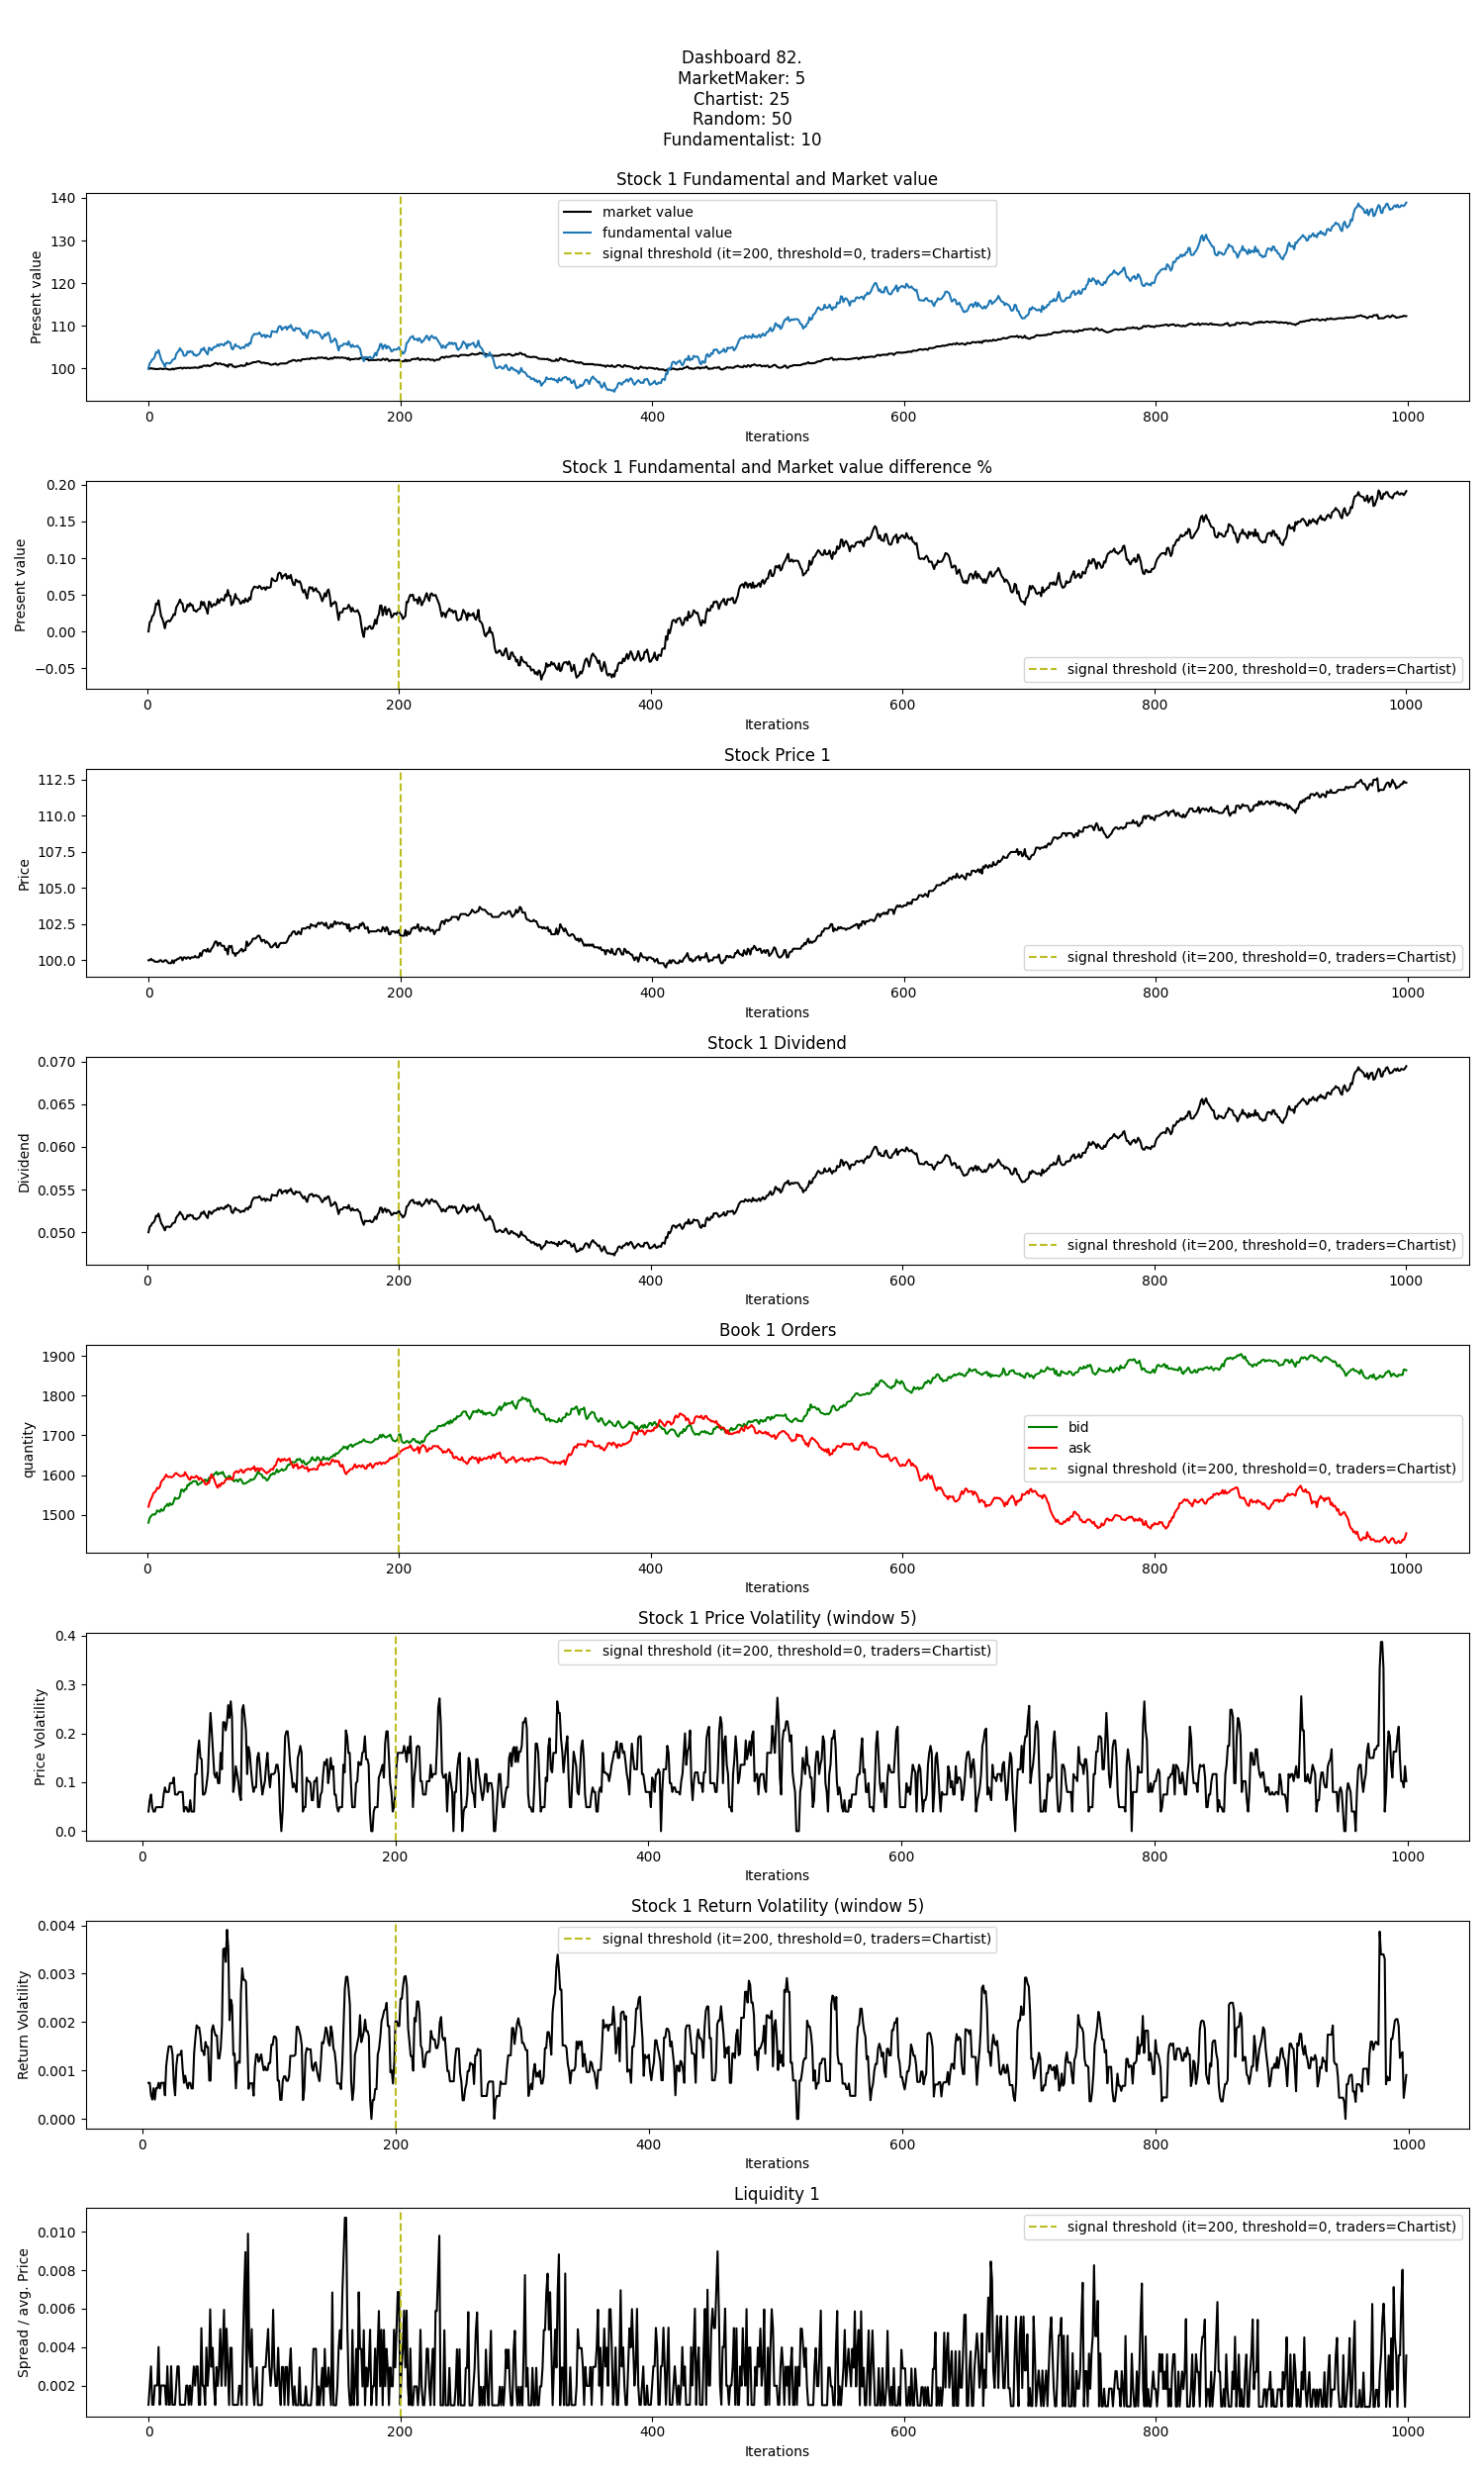 Dashboard 82.
MarketMaker: 5
Chartist: 25
Random: 50
Fundamentalist: 10
Stock 1 Fundamental and Market value
Present value
140
130
120
110
100
market value
fundamental value
signal threshold (it=200, threshold=0, traders=Chartist)
0 200 400 600 800 1000
Iterations
Stock 1 Fundamental and Market value difference %
Present value
0.20
0.15
0.10
0.05
0.00
−0.05
signal threshold (it=200, threshold=0, traders=Chartist)
0 200 400 600 800 1000
Iterations
Stock Price 1
Price
112.5
110.0
107.5
105.0
102.5
100.0
signal threshold (it=200, threshold=0, traders=Chartist)
0 200 400 600 800 1000
Iterations
Stock 1 Dividend
Dividend
0.070
0.065
0.060
0.055
0.050
signal threshold (it=200, threshold=0, traders=Chartist)
0 200 400 600 800 1000
Iterations
Book 1 Orders
quantity
1900
1800
1700
1600
1500
bid
ask
signal threshold (it=200, threshold=0, traders=Chartist)
0 200 400 600 800 1000
Iterations
Stock 1 Price Volatility (window 5)
Price Volatility
0.4
0.3
0.2
0.1
0.0
signal threshold (it=200, threshold=0, traders=Chartist)
0 200 400 600 800 1000
Iterations
Stock 1 Return Volatility (window 5)
Return Volatility
0.004
0.003
0.002
0.001
0.000
signal threshold (it=200, threshold=0, traders=Chartist)
0 200 400 600 800 1000
Iterations
Liquidity 1
Spread / avg. Price
0.010
0.008
0.006
0.004
0.002
signal threshold (it=200, threshold=0, traders=Chartist)
0 200 400 600 800 1000
Iterations